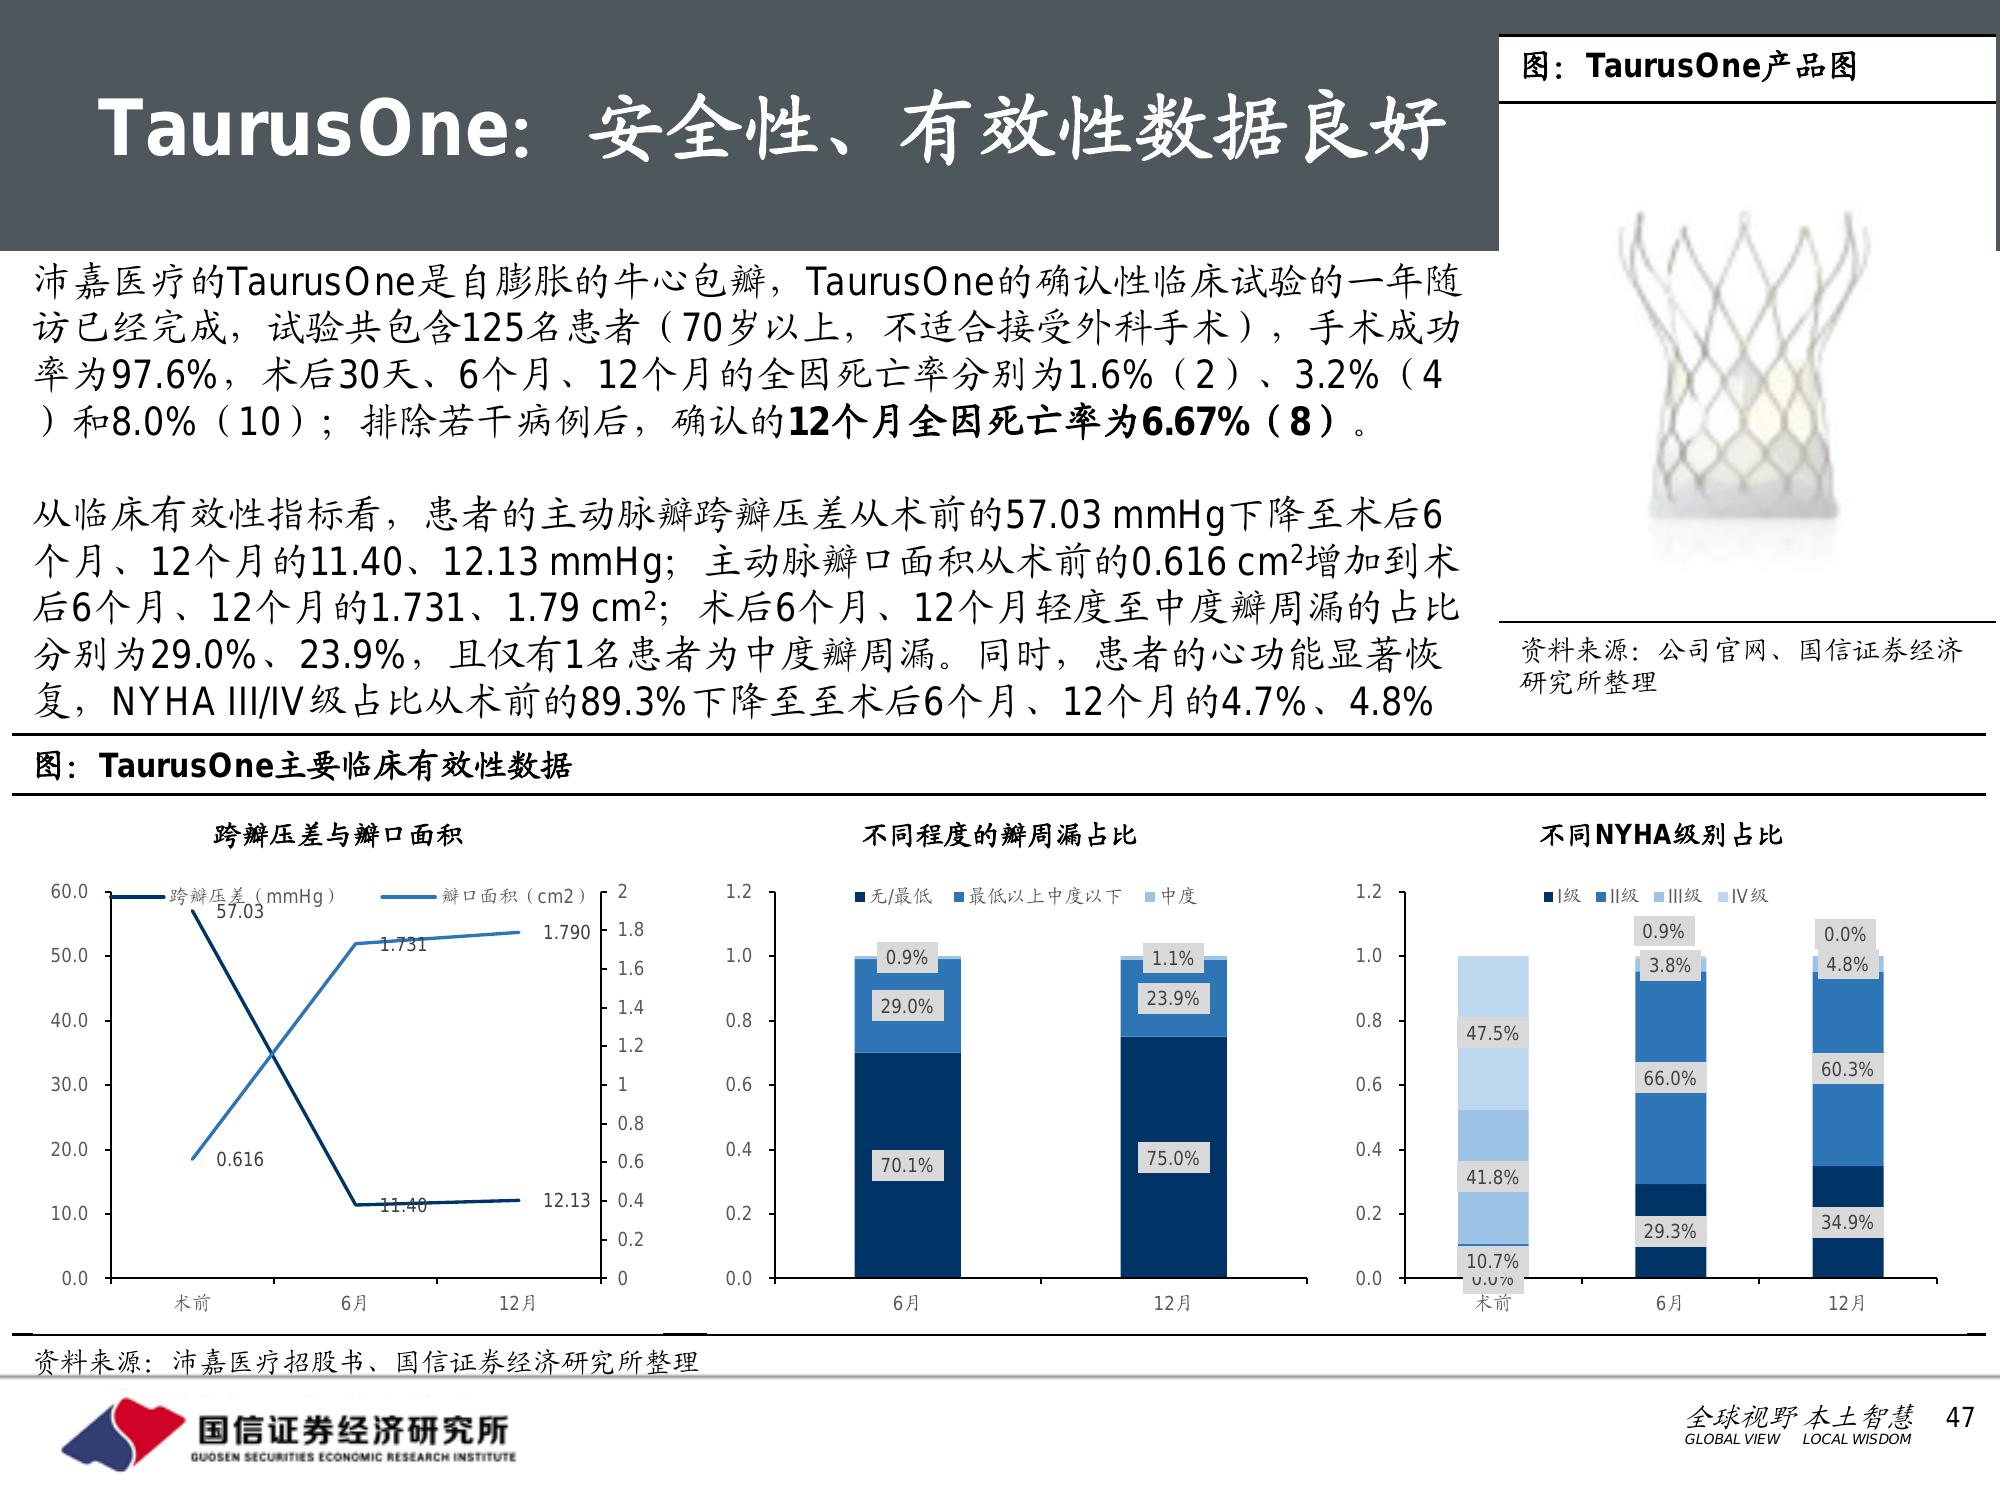 TaurusOne： 安全性、有效性数据良好
图：TaurusOne产品图
沛嘉医疗的TaurusOne是自膨胀的牛心包瓣，TaurusOne的确认性临床试验的一年随
访已经完成，试验共包含125名患者（70岁以上，不适合接受外科手术），手术成功
率为97.6%，术后30天、6个月、12个月的全因死亡率分别为1.6%（2）、3.2%（4
）和8.0%（10）；排除若干病例后，确认的12个月全因死亡率为6.67%（8）。
从临床有效性指标看，患者的主动脉瓣跨瓣压差从术前的57.03 mmHg下降至术后6
个月、12个月的11.40、12.13 mmHg；主动脉瓣口面积从术前的0.616 cm²增加到术
后6个月、12个月的1.731、1.79 cm²；术后6个月、12个月轻度至中度瓣周漏的占比
分别为29.0%、23.9%，且仅有1名患者为中度瓣周漏。同时，患者的心功能显著恢
复，NYHA III/IV级占比从术前的89.3%下降至至术后6个月、12个月的4.7%、4.8%
资料来源：公司官网、国信证券经济
研究所整理
图：TaurusOne主要临床有效性数据
跨瓣压差与瓣口面积
跨瓣压差（mmHg）
瓣口面积（cm2）
60.0
50.0
40.0
30.0
20.0
10.0
0.0
2
1.8
1.6
1.4
1.2
1
0.8
0.6
0.4
0.2
0
57.03
1.731
1.790
0.616
11.40
12.13
术前
6月
12月
不同程度的瓣周漏占比
无/最低
最低以上中度以下
中度
1.2
1.0
0.8
0.6
0.4
0.2
0.0
0.9%
1.1%
29.0%
23.9%
70.1%
75.0%
6月
12月
不同NYHA级别占比
I级
II级
III级
IV级
1.2
1.0
0.8
0.6
0.4
0.2
0.0
0.9%
0.0%
3.8%
4.8%
47.5%
66.0%
60.3%
41.8%
29.3%
34.9%
10.7%
0.0%
术前
6月
12月
资料来源：沛嘉医疗招股书、国信证券经济研究所整理
国信证券经济研究所
GUOSEN SECURITIES ECONOMIC RESEARCH INSTITUTE
全球视野 本土智慧
GLOBAL VIEW LOCAL WISDOM
47